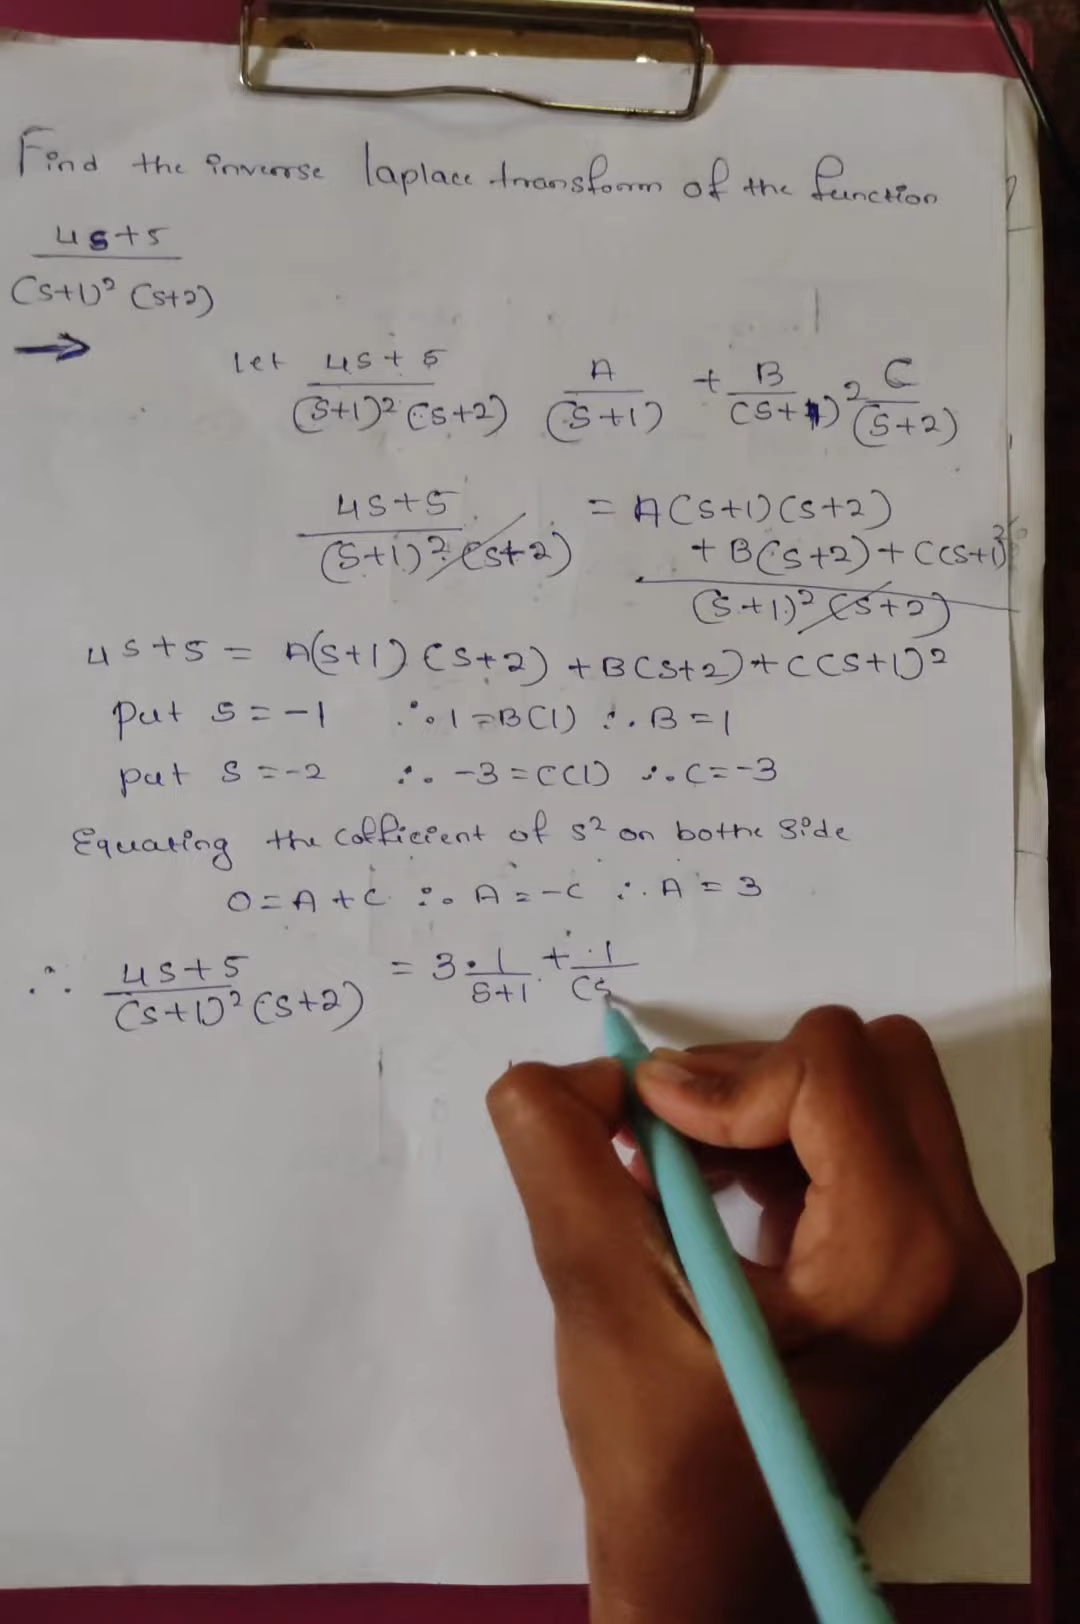 Find the inverse laplace transform of the function
4s+5
(s+1)² (s+2)
→
let 4s+5 A + B C
(s+1)² (s+2) (s+1) (s+1)² (s+2)
4s+5 = A(s+1)(s+2)
+ B(s+2) + C(s+1)²
(s+1)² (s+2) (s+1)² (s+2)
4s+5 = A(s+1)(s+2) + B(s+2) + C(s+1)²
put s = -1 ∴ 1 = B(1) ∴ B = 1
put s = -2 ∴ -3 = C(1) ∴ C = -3
Equating the cofficient of s² on bothe side
0 = A + C ∴ A = -C ∴ A = 3
∴ 4s+5 = 3 · 1 + 1
(s+1)² (s+2) s+1 (s